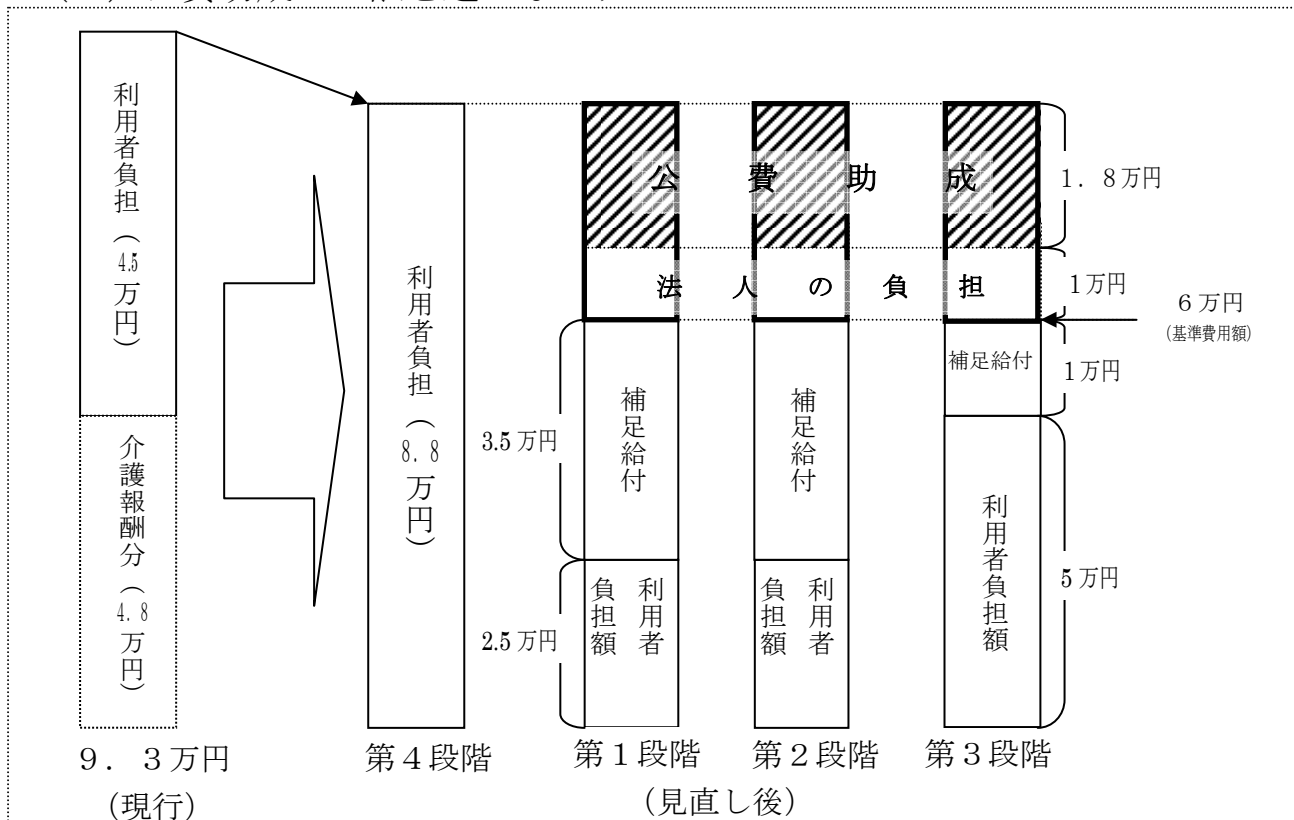 利用者負担（4.5万円）
介護報酬分（4.8万円）
9．3万円
（現行）
利用者負担（8.8万円）
第4段階
公費助成
法人の負担
補足給付
利用者
負担額
3.5万円
2.5万円
第1段階
補足給付
利用者
負担額
第2段階
補足給付
利用者負担額
第3段階
1．8万円
1万円
6万円
（基準費用額）
1万円
5万円
（見直し後）